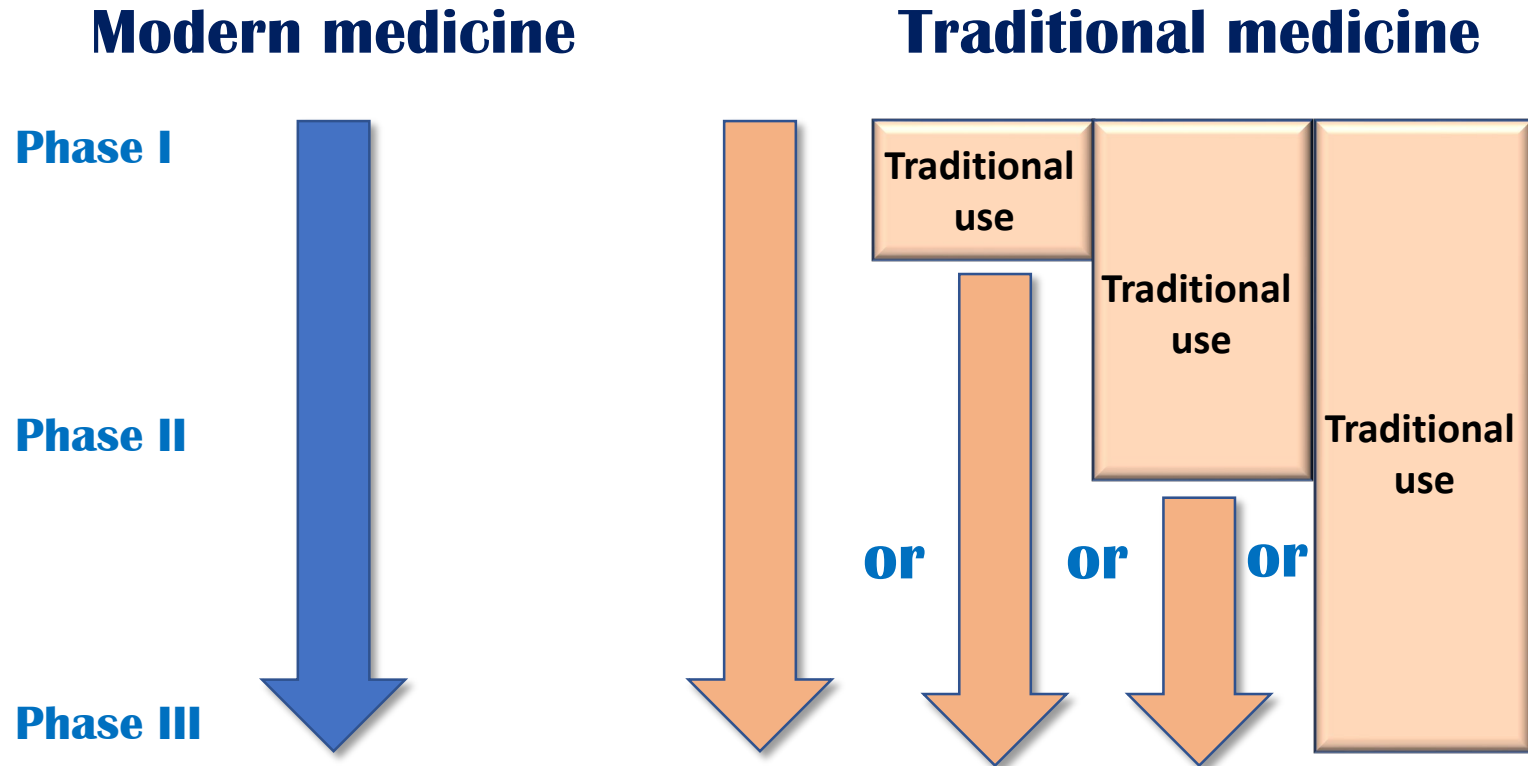 Modern medicine
Traditional medicine
Phase I
Traditional
use
Traditional
use
Phase II
Traditional
use
or
or
or
Phase III